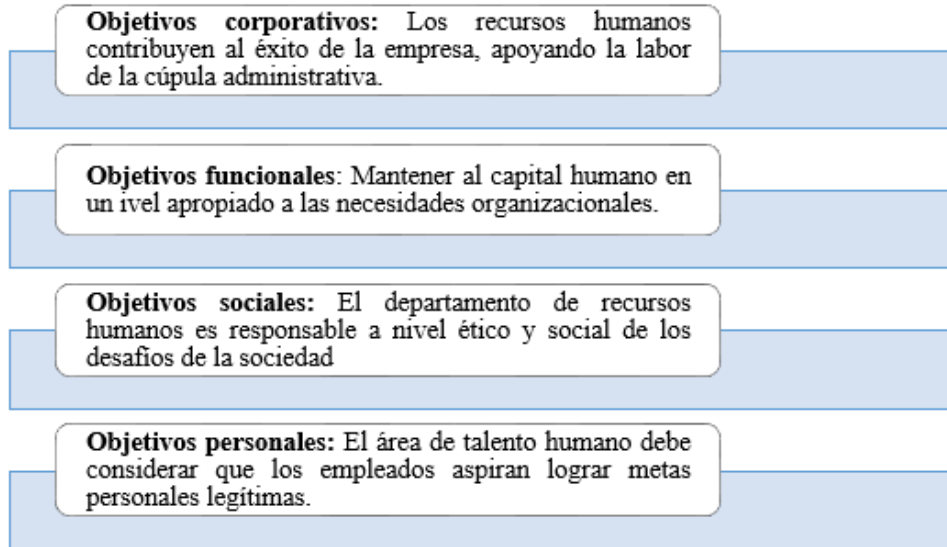 Objetivos corporativos: Los recursos humanos
contribuyen al éxito de la empresa, apoyando la labor
de la cúpula administrativa.
Objetivos funcionales: Mantener al capital humano en
un ivel apropiado a las necesidades organizacionales.
Objetivos sociales: El departamento de recursos
humanos es responsable a nivel ético y social de los
desafíos de la sociedad
Objetivos personales: El área de talento humano debe
considerar que los empleados aspiran lograr metas
personales legítimas.